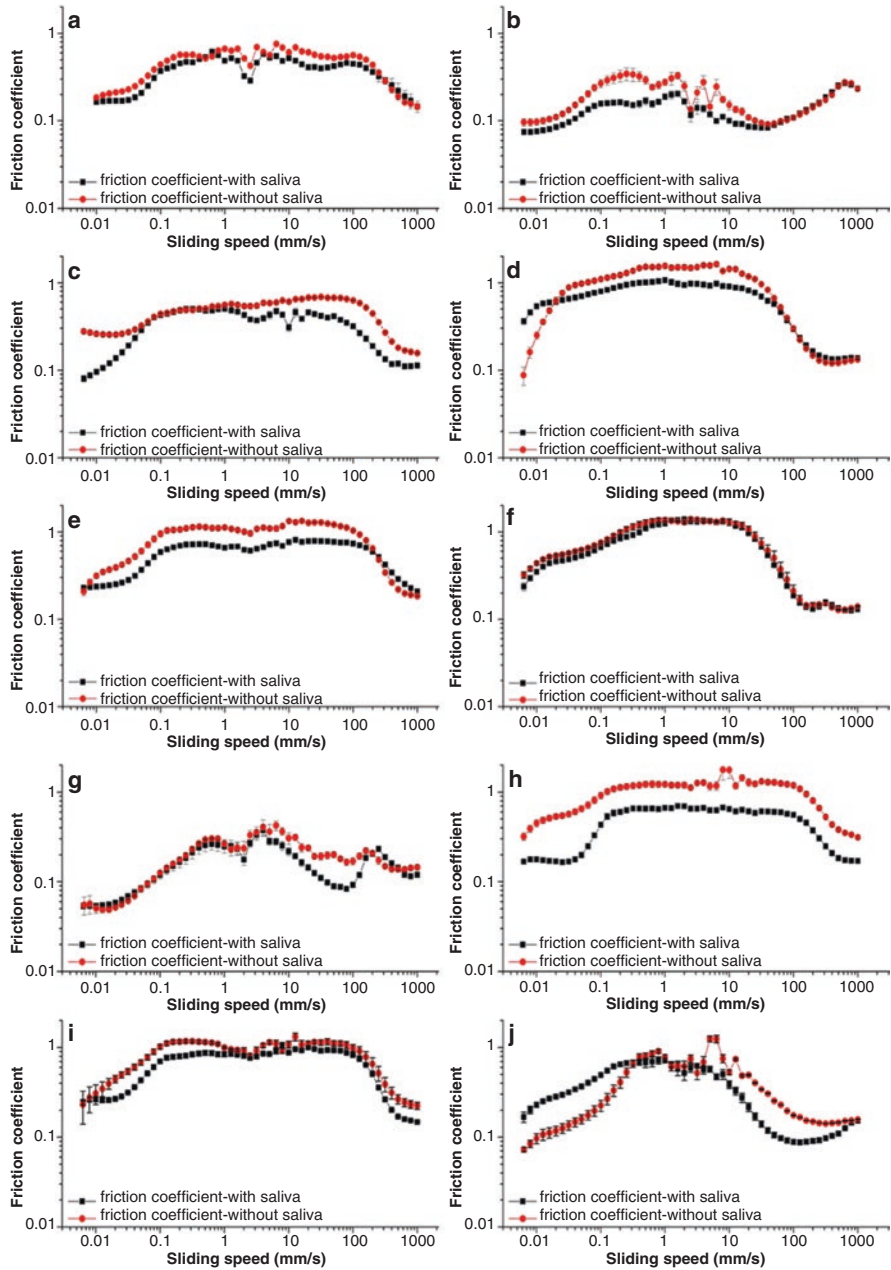 a
1
0.1
0.01
Friction coefficient
friction coefficient-with saliva
friction coefficient-without saliva
0.01 0.1 1 10 100 1000
Sliding speed (mm/s)
b
1
0.1
0.01
Friction coefficient
friction coefficient-with saliva
friction coefficient-without saliva
0.01 0.1 1 10 100 1000
Sliding speed (mm/s)
c
1
0.1
0.01
Friction coefficient
friction coefficient-with saliva
friction coefficient-without saliva
0.01 0.1 1 10 100 1000
Sliding speed (mm/s)
d
1
0.1
0.01
Friction coefficient
friction coefficient-with saliva
friction coefficient-without saliva
0.01 0.1 1 10 100 1000
Sliding speed (mm/s)
e
1
0.1
0.01
Friction coefficient
friction coefficient-with saliva
friction coefficient-without saliva
0.01 0.1 1 10 100 1000
Sliding speed (mm/s)
f
1
0.1
0.01
Friction coefficient
friction coefficient-with saliva
friction coefficient-without saliva
0.01 0.1 1 10 100 1000
Sliding speed (mm/s)
g
1
0.1
0.01
Friction coefficient
friction coefficient-with saliva
friction coefficient-without saliva
0.01 0.1 1 10 100 1000
Sliding speed (mm/s)
h
1
0.1
0.01
Friction coefficient
friction coefficient-with saliva
friction coefficient-without saliva
0.01 0.1 1 10 100 1000
Sliding speed (mm/s)
i
1
0.1
0.01
Friction coefficient
friction coefficient-with saliva
friction coefficient-without saliva
0.01 0.1 1 10 100 1000
Sliding speed (mm/s)
j
1
0.1
0.01
Friction coefficient
friction coefficient-with saliva
friction coefficient-without saliva
0.01 0.1 1 10 100 1000
Sliding speed (mm/s)